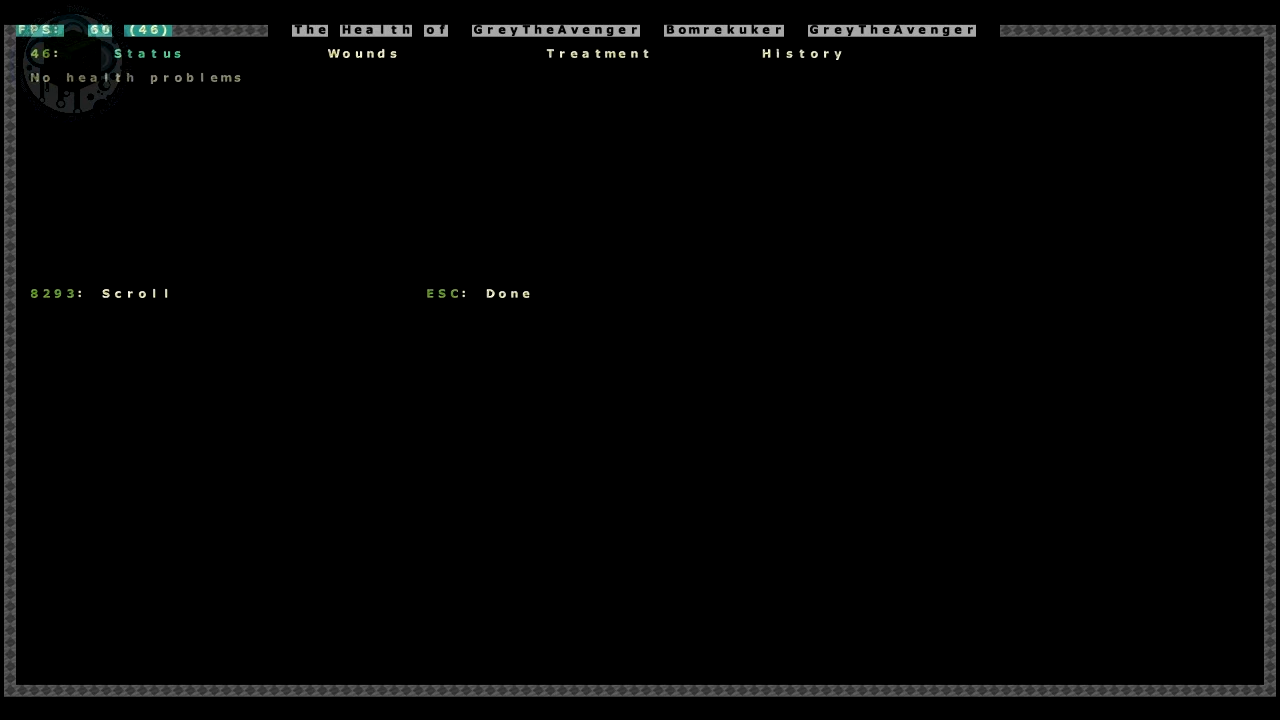 FPS: 60 (46) The Health of GreyTheAvenger Bomrekuker GreyTheAvenger
46: Status Wounds Treatment History
No health problems
8293: Scroll ESC: Done